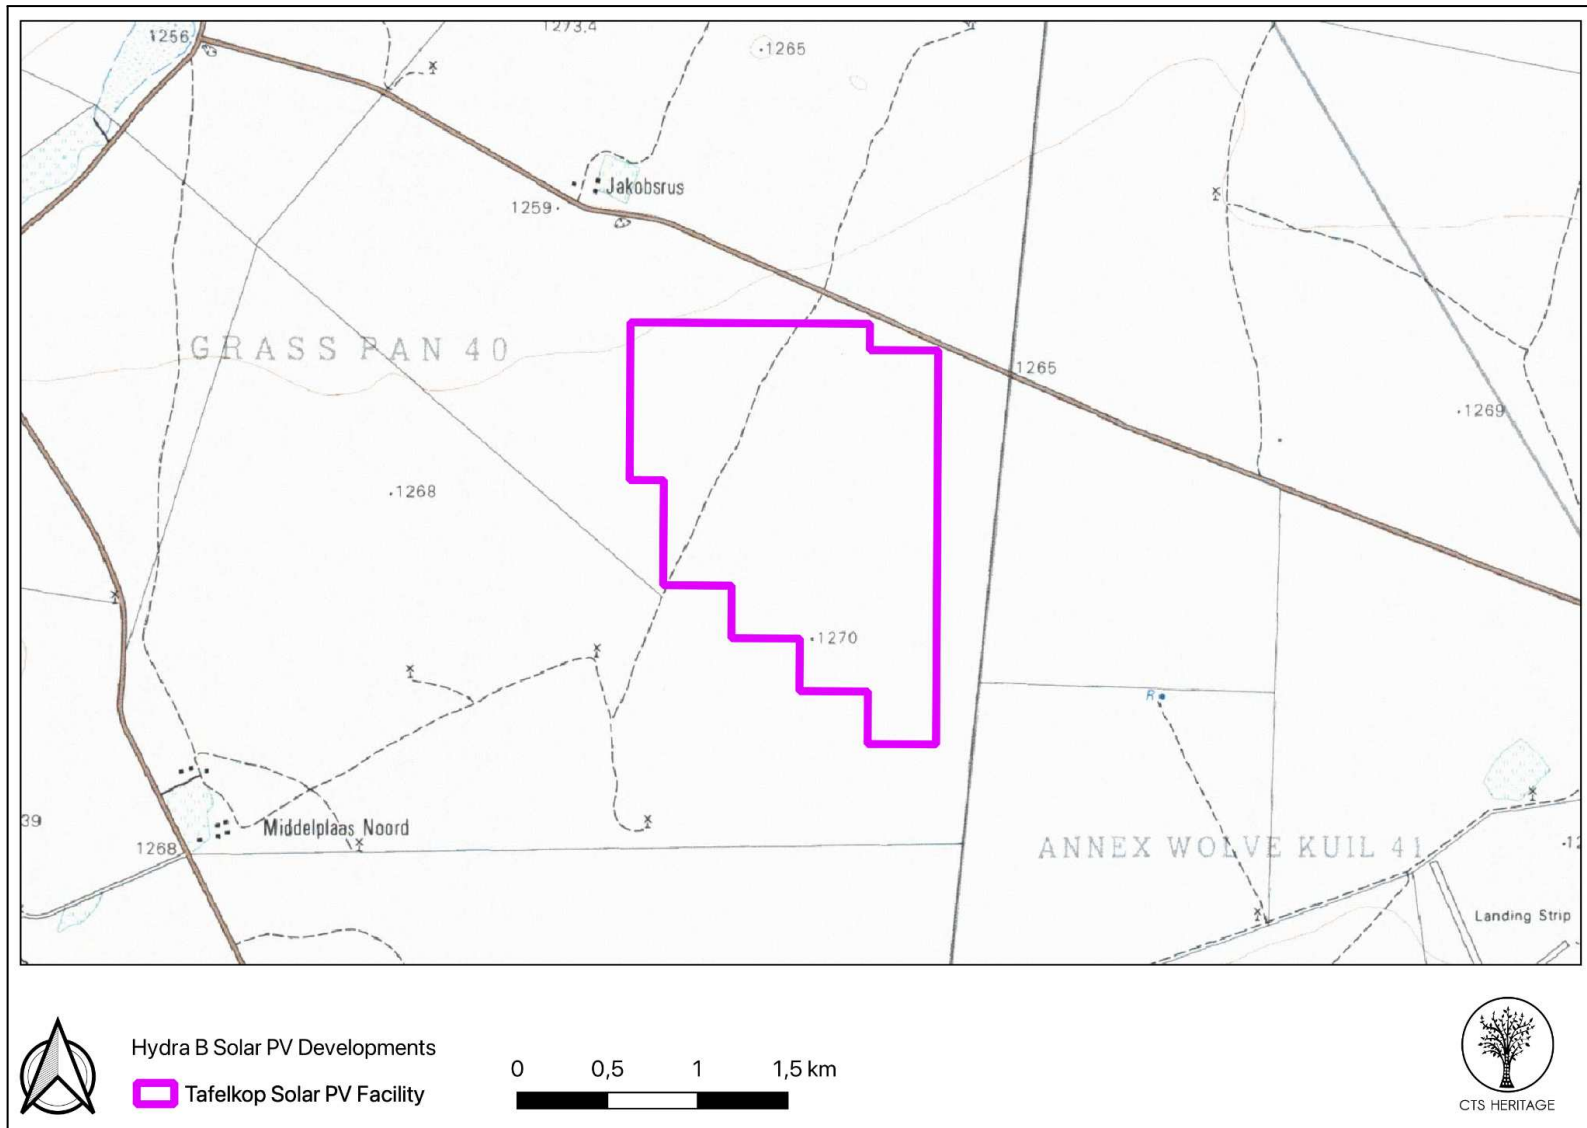 1273,4
1256
1265
Jakobsrus
1259
GRASS PAN 40
1265
1269
1268
1270
R
39
Middelplaas Noord
1268
ANNEX WOLVE KUIL 41
Landing Strip
Hydra B Solar PV Developments
Tafelkop Solar PV Facility
0 0,5 1 1,5 km
CTS HERITAGE